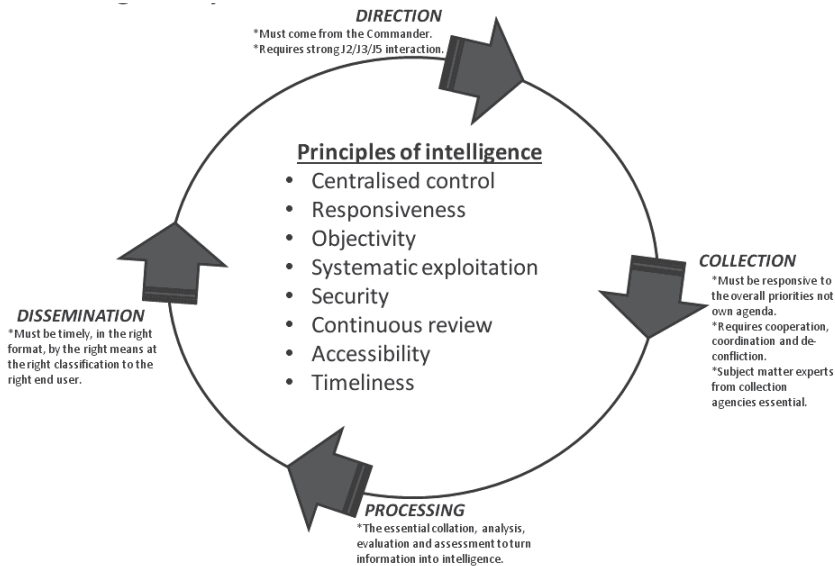 DIRECTION
*Must come from the Commander.
*Requires strong J2/J3/J5 interaction.
Principles of intelligence
• Centralised control
• Responsiveness
• Objectivity
• Systematic exploitation
• Security
• Continuous review
• Accessibility
• Timeliness
COLLECTION
*Must be responsive to
the overall priorities not
own agenda.
*Requires cooperation,
coordination and de-
confliction.
*Subject matter experts
from collection
agencies essential.
DISSEMINATION
*Must be timely, in the right
format, by the right means at
the right classification to the
right end user.
PROCESSING
*The essential collation, analysis,
evaluation and assessment to turn
information into intelligence.